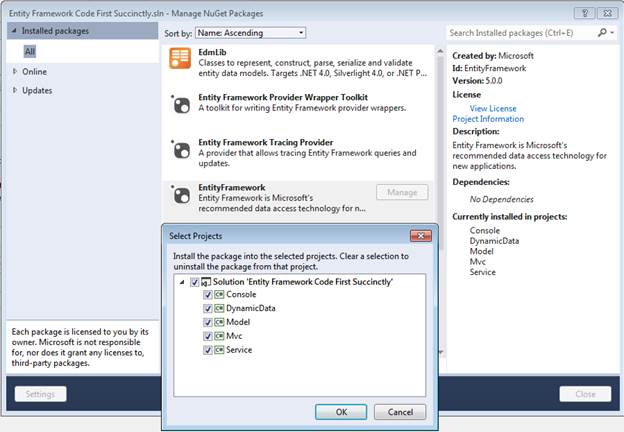 Entity Framework Code First Succinctly.sln - Manage NuGet Packages
Installed packages
All
Online
Updates
Each package is licensed to you by its
owner. Microsoft is not responsible
for, nor does it grant any licenses to,
third-party packages.
Settings
Sort by: Name: Ascending
EdmLib
Classes to represent, construct, parse, serialize and validate
entity data models. Targets .NET 4.0, Silverlight 4.0, or .NET P...
Entity Framework Provider Wrapper Toolkit
A toolkit for writing Entity Framework provider wrappers.
Entity Framework Tracing Provider
A provider that allows tracing Entity Framework queries and
updates.
EntityFramework
Entity Framework is Microsoft's
recommended data access technology for n...
Manage
Select Projects
Install the package into the selected projects. Clear a selection to
uninstall the package from that project.
Solution 'Entity Framework Code First Succinctly'
Console
DynamicData
Model
Mvc
Service
OK
Cancel
Search Installed packages (Ctrl+E)
Created by: Microsoft
Id: EntityFramework
Version: 5.0.0
License
View License
Project Information
Description:
Entity Framework is Microsoft's
recommended data access technology for
new applications.
Dependencies:
No Dependencies
Currently installed in projects:
Console
DynamicData
Model
Mvc
Service
Close